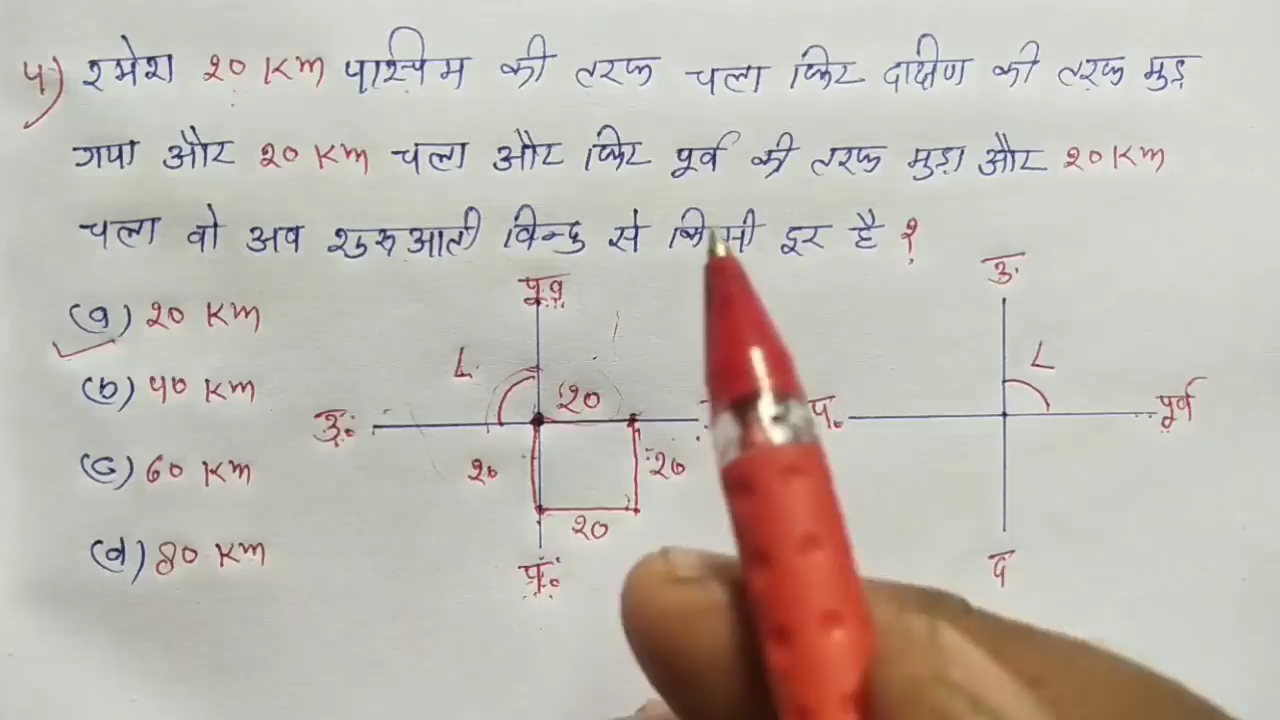 4) रमेश 20 Km पश्चिम की तरफ चला फिर दक्षिण की तरफ मुड़
गया और 20 Km चला और फिर पूर्व की तरफ मुड़ा और 20 Km
चला वो अब शुरुआती विन्दु से कितनी दूर है ?
(a) 20 Km
(b) 40 Km
(c) 60 Km
(d) 80 Km
पूर्व
L
उ.
20
20
20
20
प.
उ.
L
प.
पूर्व
द